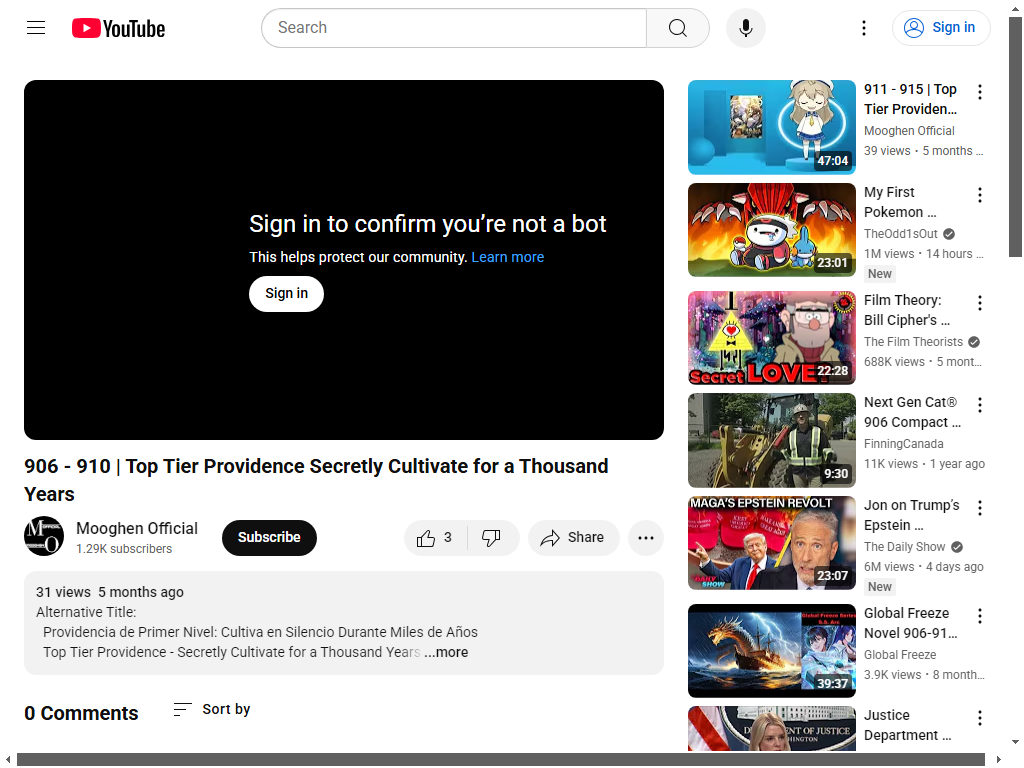 YouTube
Search
Sign in
Sign in to confirm you’re not a bot
This helps protect our community. Learn more
Sign in
906 - 910 | Top Tier Providence Secretly Cultivate for a Thousand
Years
Mooghen Official
1.29K subscribers
Subscribe
3
Share
31 views 5 months ago
Alternative Title:
Providencia de Primer Nivel: Cultiva en Silencio Durante Miles de Años
Top Tier Providence - Secretly Cultivate for a Thousand Years ...more
0 Comments
Sort by
47:04
911 - 915 | Top
Tier Providen...
Mooghen Official
39 views • 5 months ...
23:01
My First
Pokemon ...
TheOdd1sOut
1M views • 14 hours ...
New
Secret LOVE
22:28
Film Theory:
Bill Cipher's ...
The Film Theorists
688K views • 5 mont...
9:30
Next Gen Cat®
906 Compact ...
FinningCanada
11K views • 1 year ago
MAGA'S EPSTEIN REVOLT
DAILY
SHOW
23:07
Jon on Trump's
Epstein ...
The Daily Show
6M views • 4 days ago
New
Global Freeze Series
39:37
Global Freeze
Novel 906-91...
Global Freeze
3.9K views • 8 month...
Justice
Department ...